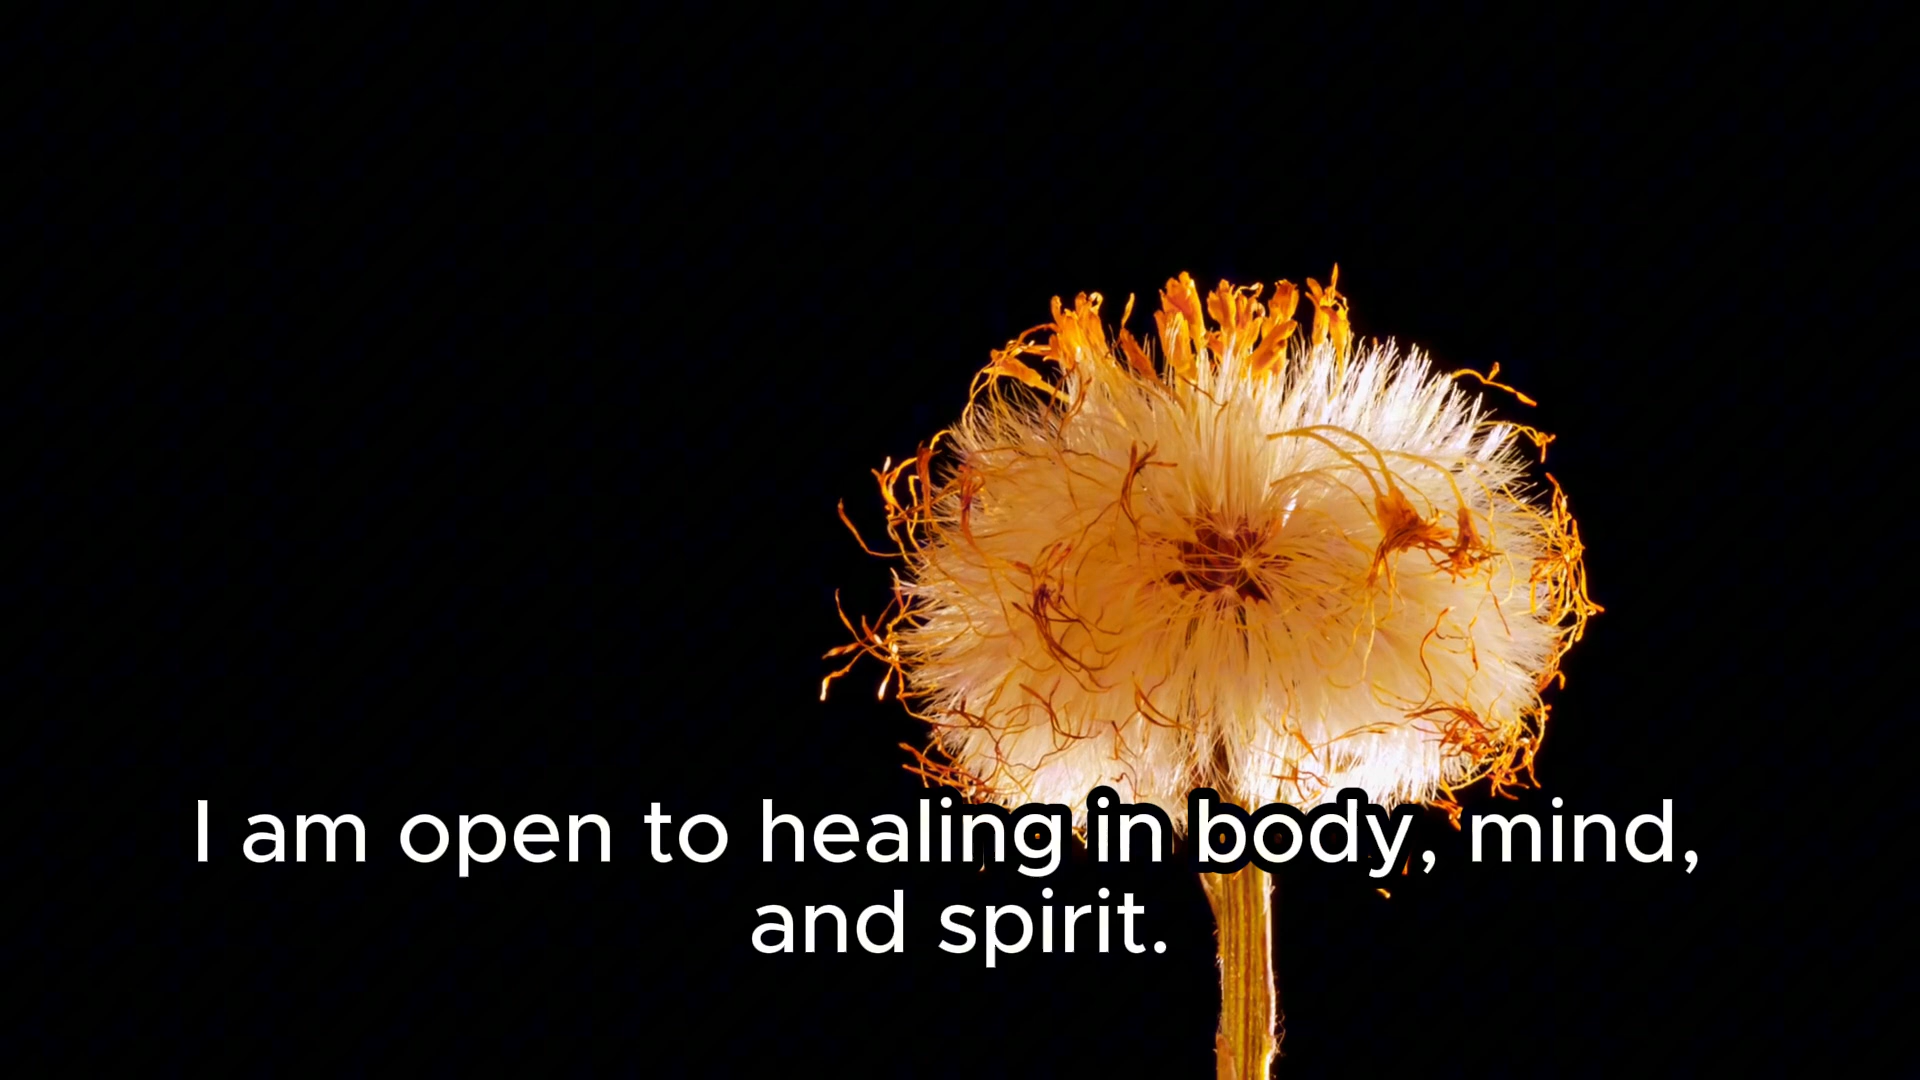 I am open to healing in body, mind,
and spirit.